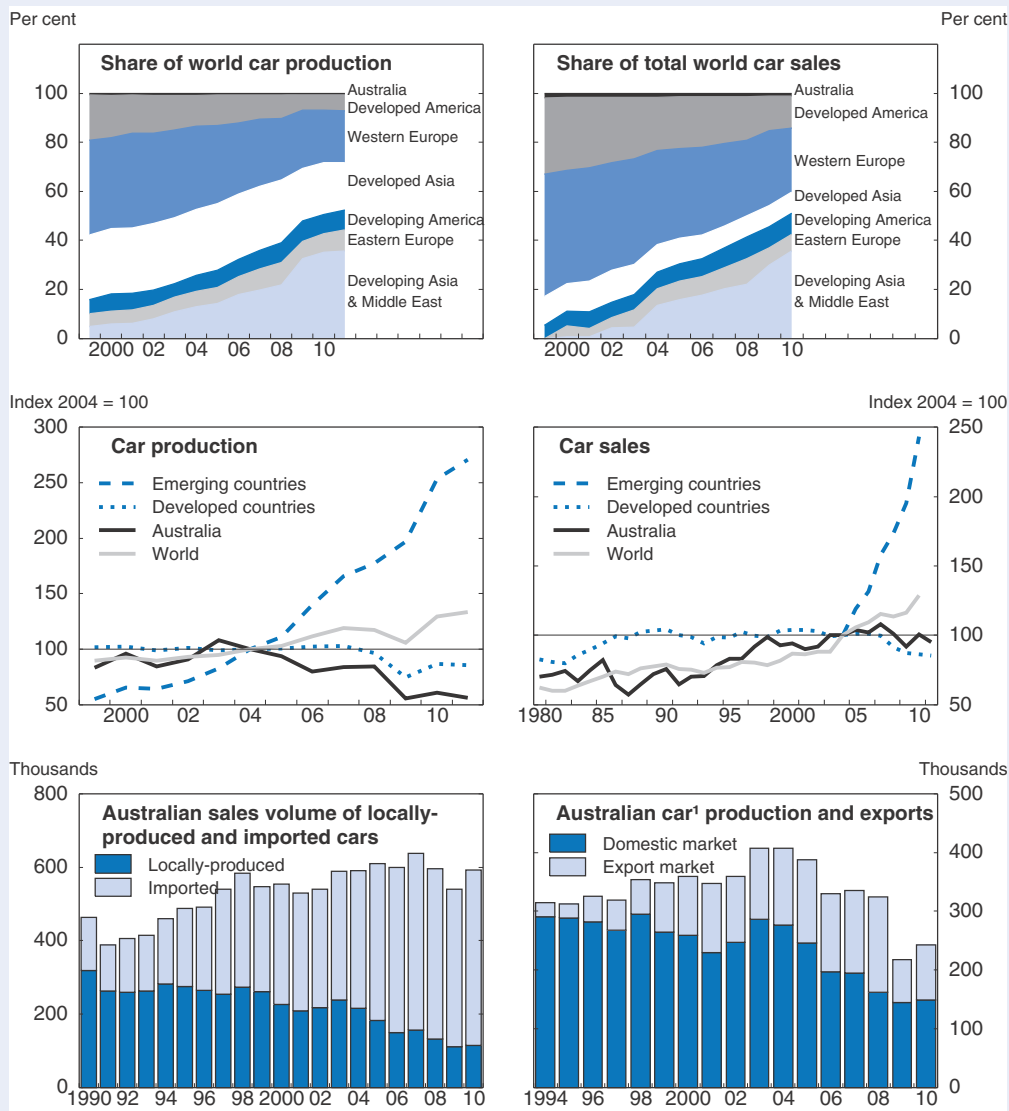 Per cent
Per cent
Share of world car production
100
80
60
40
20
0
Australia
Developed America
Western Europe
Developed Asia
Developing America
Eastern Europe
Developing Asia
& Middle East
2000 02 04 06 08 10
Share of total world car sales
Australia
Developed America
Western Europe
Developed Asia
Developing America
Eastern Europe
Developing Asia
& Middle East
100
80
60
40
20
0
2000 02 04 06 08 10
Index 2004 = 100
Index 2004 = 100
300
250
200
150
100
50
Car production
Emerging countries
Developed countries
Australia
World
2000 02 04 06 08 10
Car sales
Emerging countries
Developed countries
Australia
World
250
200
150
100
50
1980 85 90 95 2000 05 10
Thousands
Thousands
800
600
400
200
0
Australian sales volume of locally-
produced and imported cars
Locally-produced
Imported
1990 92 94 96 98 2000 02 04 06 08 10
Australian car¹ production and exports
Domestic market
Export market
500
400
300
200
100
0
1994 96 98 2000 02 04 06 08 10